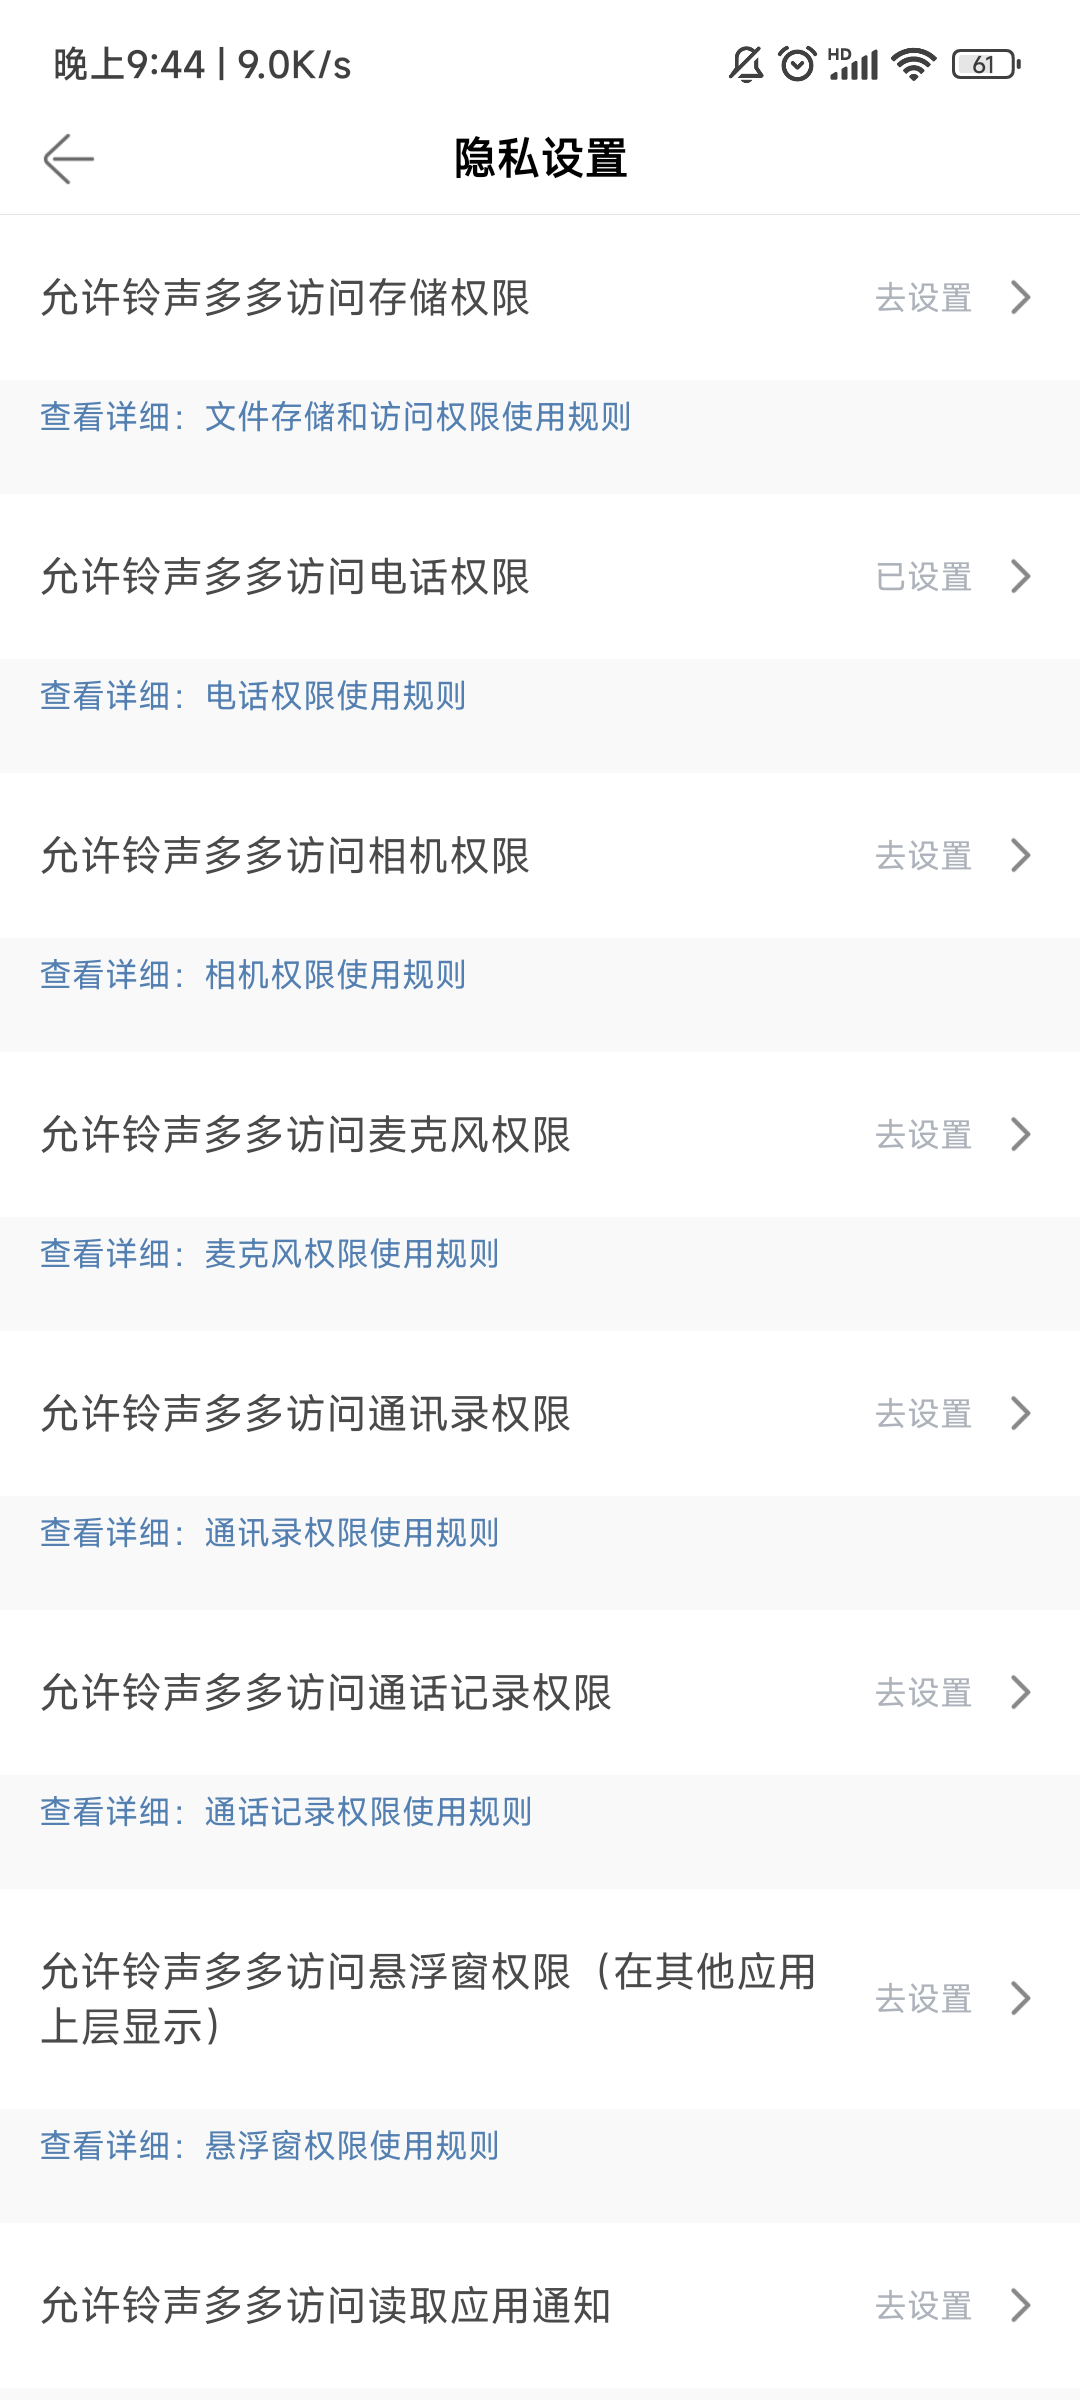 晚上9:44 | 9.0K/s
HD
61
隐私设置
允许铃声多多访问存储权限
去设置
查看详细：文件存储和访问权限使用规则
允许铃声多多访问电话权限
已设置
查看详细：电话权限使用规则
允许铃声多多访问相机权限
去设置
查看详细：相机权限使用规则
允许铃声多多访问麦克风权限
去设置
查看详细：麦克风权限使用规则
允许铃声多多访问通讯录权限
去设置
查看详细：通讯录权限使用规则
允许铃声多多访问通话记录权限
去设置
查看详细：通话记录权限使用规则
允许铃声多多访问悬浮窗权限（在其他应用
上层显示）
去设置
查看详细：悬浮窗权限使用规则
允许铃声多多访问读取应用通知
去设置